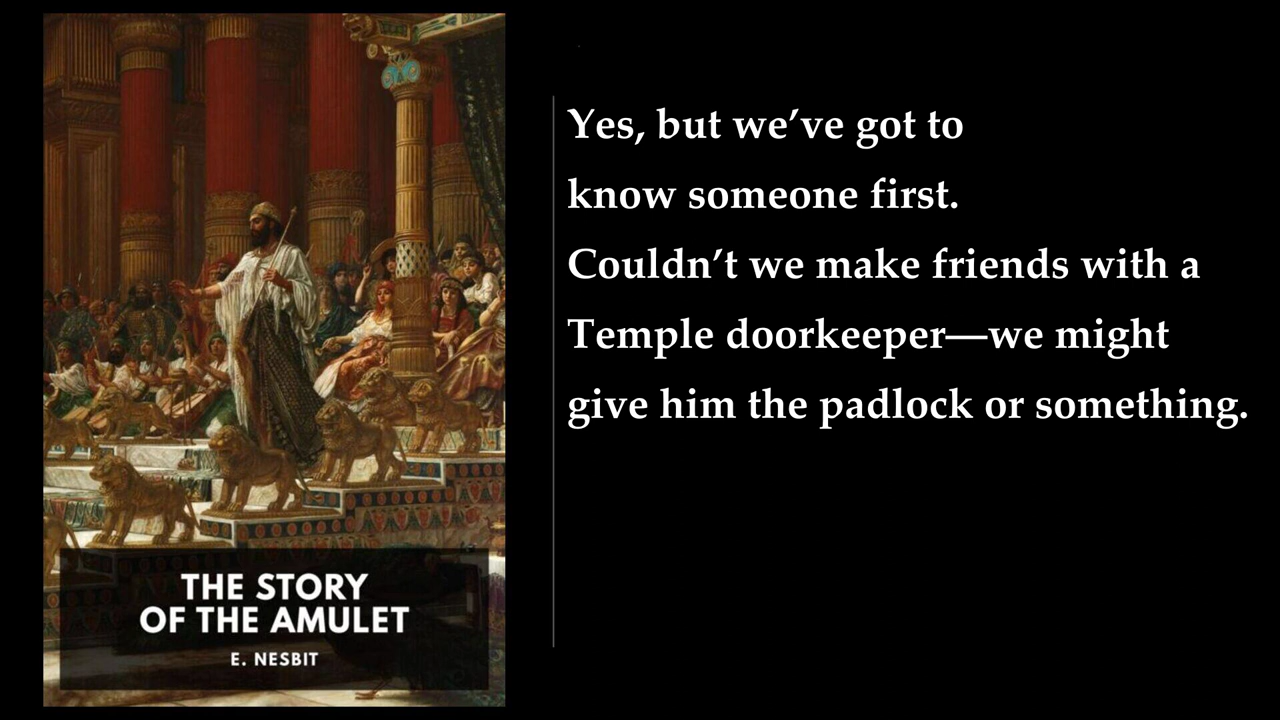 Yes, but we’ve got to
know someone first.
Couldn’t we make friends with a
Temple doorkeeper—we might
give him the padlock or something.
THE STORY
OF THE AMULET
E. NESBIT